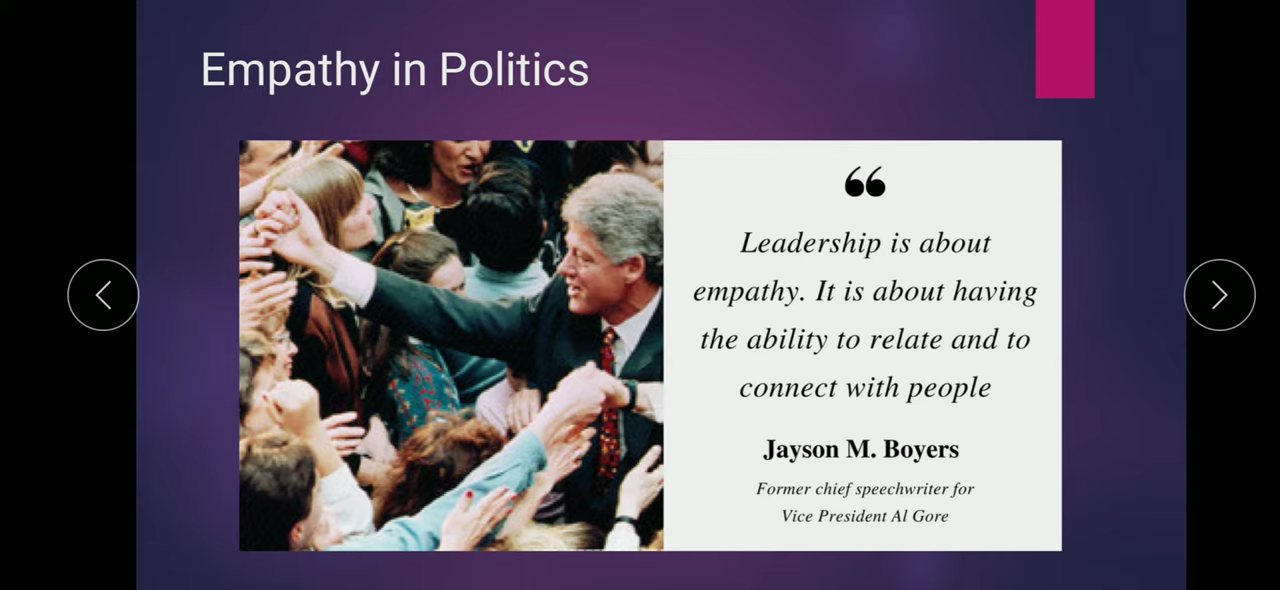 Empathy in Politics
❝
Leadership is about
empathy. It is about having
the ability to relate and to
connect with people
Jayson M. Boyers
Former chief speechwriter for
Vice President Al Gore